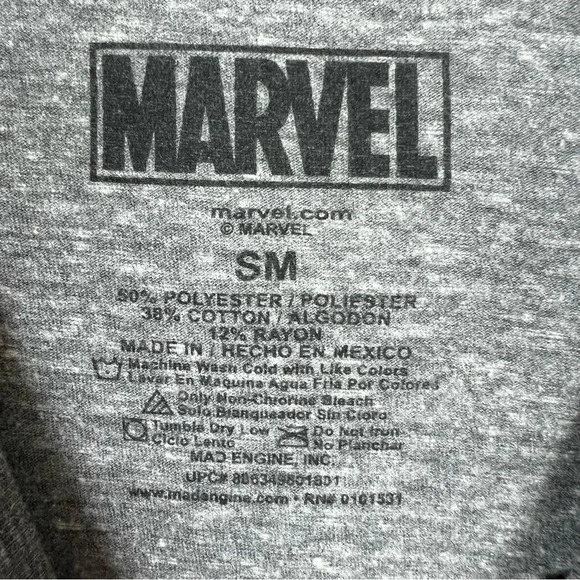 MARVEL
marvel.com
© MARVEL
SM
50% POLYESTER / POLIESTER
38% COTTON / ALGODON
12% RAYON
MADE IN / HECHO EN MEXICO
Machine Wash Cold with Like Colors
Lavar En Maquina Agua Fria Por Colores
Only Non-Chlorine Bleach
Solo Blanqueador Sin Cloro
Tumble Dry Low Do Not Iron
Ciclo Lento No Planchar
MAD ENGINE, INC.
UPC#
www.madengine.com • RN# 0101531